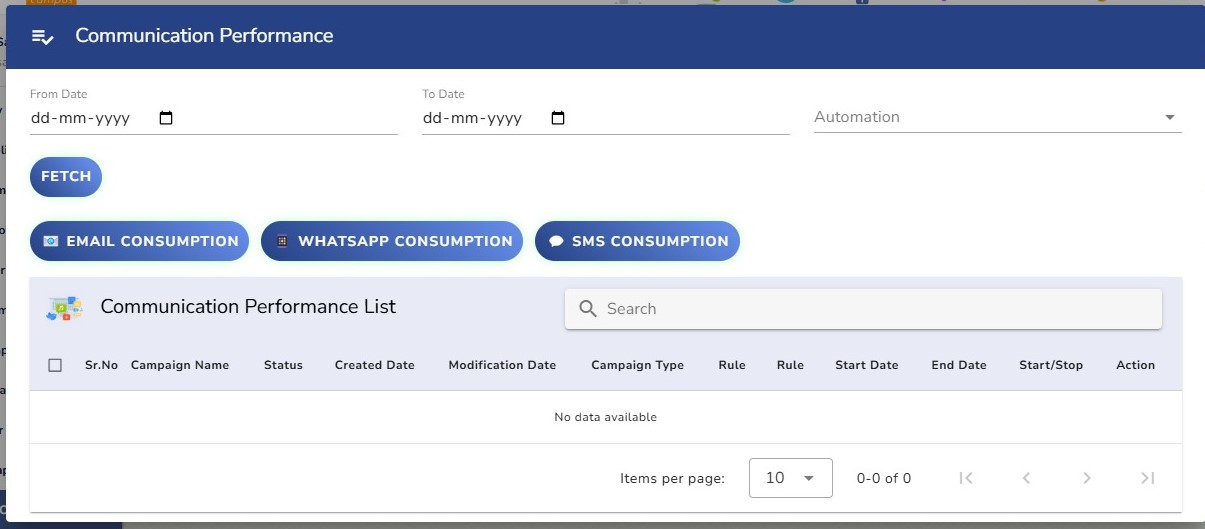 campus
Communication Performance
From Date
To Date
dd-mm-yyyy
dd-mm-yyyy
Automation
FETCH
EMAIL CONSUMPTION
WHATSAPP CONSUMPTION
SMS CONSUMPTION
Communication Performance List
Search
Sr.No Campaign Name Status Created Date Modification Date Campaign Type Rule Rule Start Date End Date Start/Stop Action
No data available
Items per page: 10 0-0 of 0